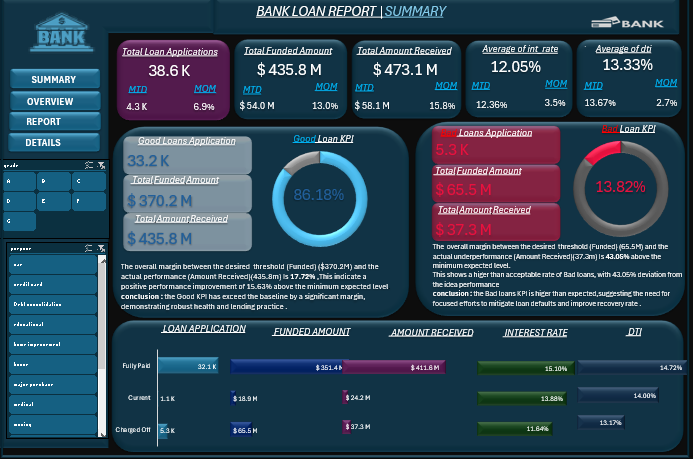 BANK LOAN REPORT | SUMMARY
BANK
BANK
SUMMARY
OVERVIEW
REPORT
DETAILS
grade
A B C
D E F
G
purpose
car
credit card
Debt consolidation
educational
home improvement
house
major purchase
medical
moving
Total Loan Applications
38.6 K
MTD MOM
4.3 K 6.9%
Total Funded Amount
$ 435.8 M
MTD MOM
$ 54.0 M 13.0%
Total Amount Received
$ 473.1 M
MTD MOM
$ 58.1 M 15.8%
Average of int_rate
12.05%
MTD MOM
12.36% 3.5%
Average of dti
13.33%
MTD MOM
13.67% 2.7%
Good Loans Application
33.2 K
Total Funded Amount
$ 370.2 M
Total Amount Received
$ 435.8 M
Good Loan KPI
86.18%
The overall margin between the desired threshold (Funded) ($370.2M) and the
actual performance (Amount Received)(435.8m) is 17.72% ,This indicate a
positive performance improvement of 15.63% above the minimum expected level
conclusion : the Good KPI has exceed the baseline by a significant margin,
demonstrating robust health and lending practice .
Bad Loans Application
5.3 K
Total Funded Amount
$ 65.5 M
Total Amount Received
$ 37.3 M
Bad Loan KPI
13.82%
The overall margin between the desired threshold (Funded) (65.5M) and the
actual underperformance (Amount Received)(37.3m) is 43.05% above the
minimum expected level.
This shows a higer than acceptable rate of Bad loans, with 43.05% deviation from
the idea performance
conclusion : the Bad loans KPI is higer than expected,suggesting the need for
focused efforts to mitigate loan defaults and improve recovery rate .
LOAN APPLICATION FUNDED AMOUNT AMOUNT RECEIVED INTEREST RATE DTI
Fully Paid 32.1 K $ 351.4 M $ 411.6 M 15.10% 14.72%
Current 1.1 K $ 18.9 M $ 24.2 M 13.88% 14.00%
Charged Off 5.3 K $ 65.5 M $ 37.3 M 11.64% 13.17%